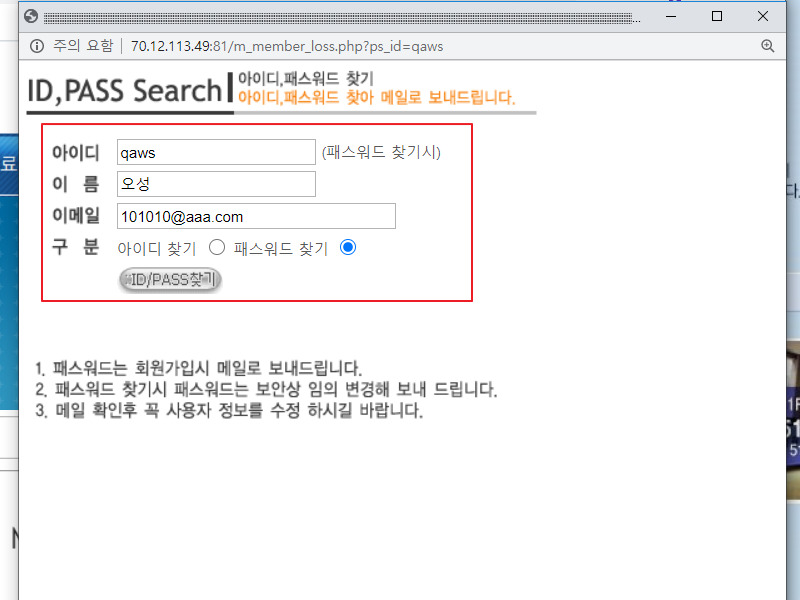 주의 요함 | 70.12.113.49:81/m_member_loss.php?ps_id=qaws
ID,PASS Search
아이디,패스워드 찾기
아이디,패스워드 찾아 메일로 보내드립니다.
아이디 qaws (패스워드 찾기시)
이 름 오성
이메일 101010@aaa.com
구 분 아이디 찾기 패스워드 찾기
ID/PASS찾기
1. 패스워드는 회원가입시 메일로 보내드립니다.
2. 패스워드 찾기시 패스워드는 보안상 임의 변경해 보내 드립니다.
3. 메일 확인후 꼭 사용자 정보를 수정 하시길 바랍니다.
료
다.